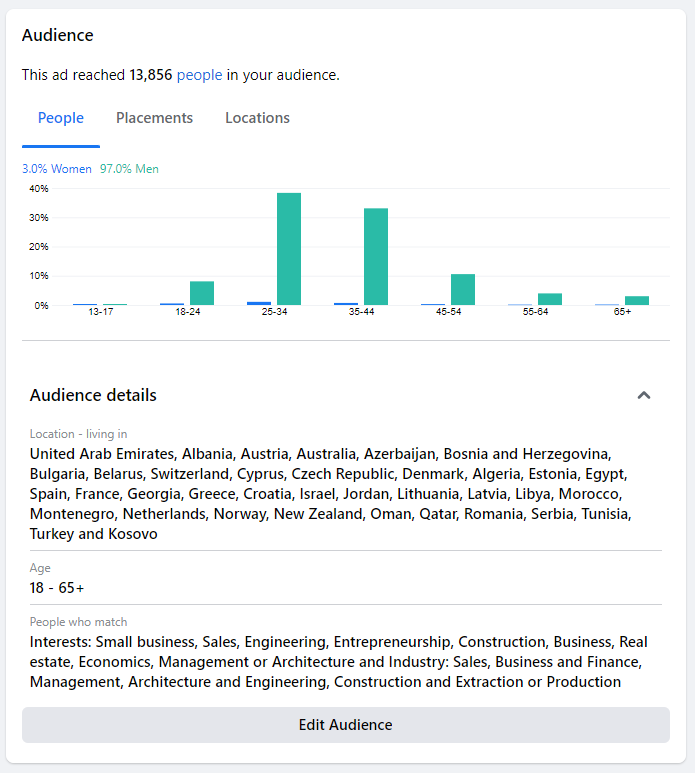 Audience
This ad reached 13,856 people in your audience.
People Placements Locations
3.0% Women 97.0% Men
40%
30%
20%
10%
0%
13-17 18-24 25-34 35-44 45-54 55-64 65+
Audience details
Location - living in
United Arab Emirates, Albania, Austria, Australia, Azerbaijan, Bosnia and Herzegovina,
Bulgaria, Belarus, Switzerland, Cyprus, Czech Republic, Denmark, Algeria, Estonia, Egypt,
Spain, France, Georgia, Greece, Croatia, Israel, Jordan, Lithuania, Latvia, Libya, Morocco,
Montenegro, Netherlands, Norway, New Zealand, Oman, Qatar, Romania, Serbia, Tunisia,
Turkey and Kosovo
Age
18 - 65+
People who match
Interests: Small business, Sales, Engineering, Entrepreneurship, Construction, Business, Real
estate, Economics, Management or Architecture and Industry: Sales, Business and Finance,
Management, Architecture and Engineering, Construction and Extraction or Production
Edit Audience